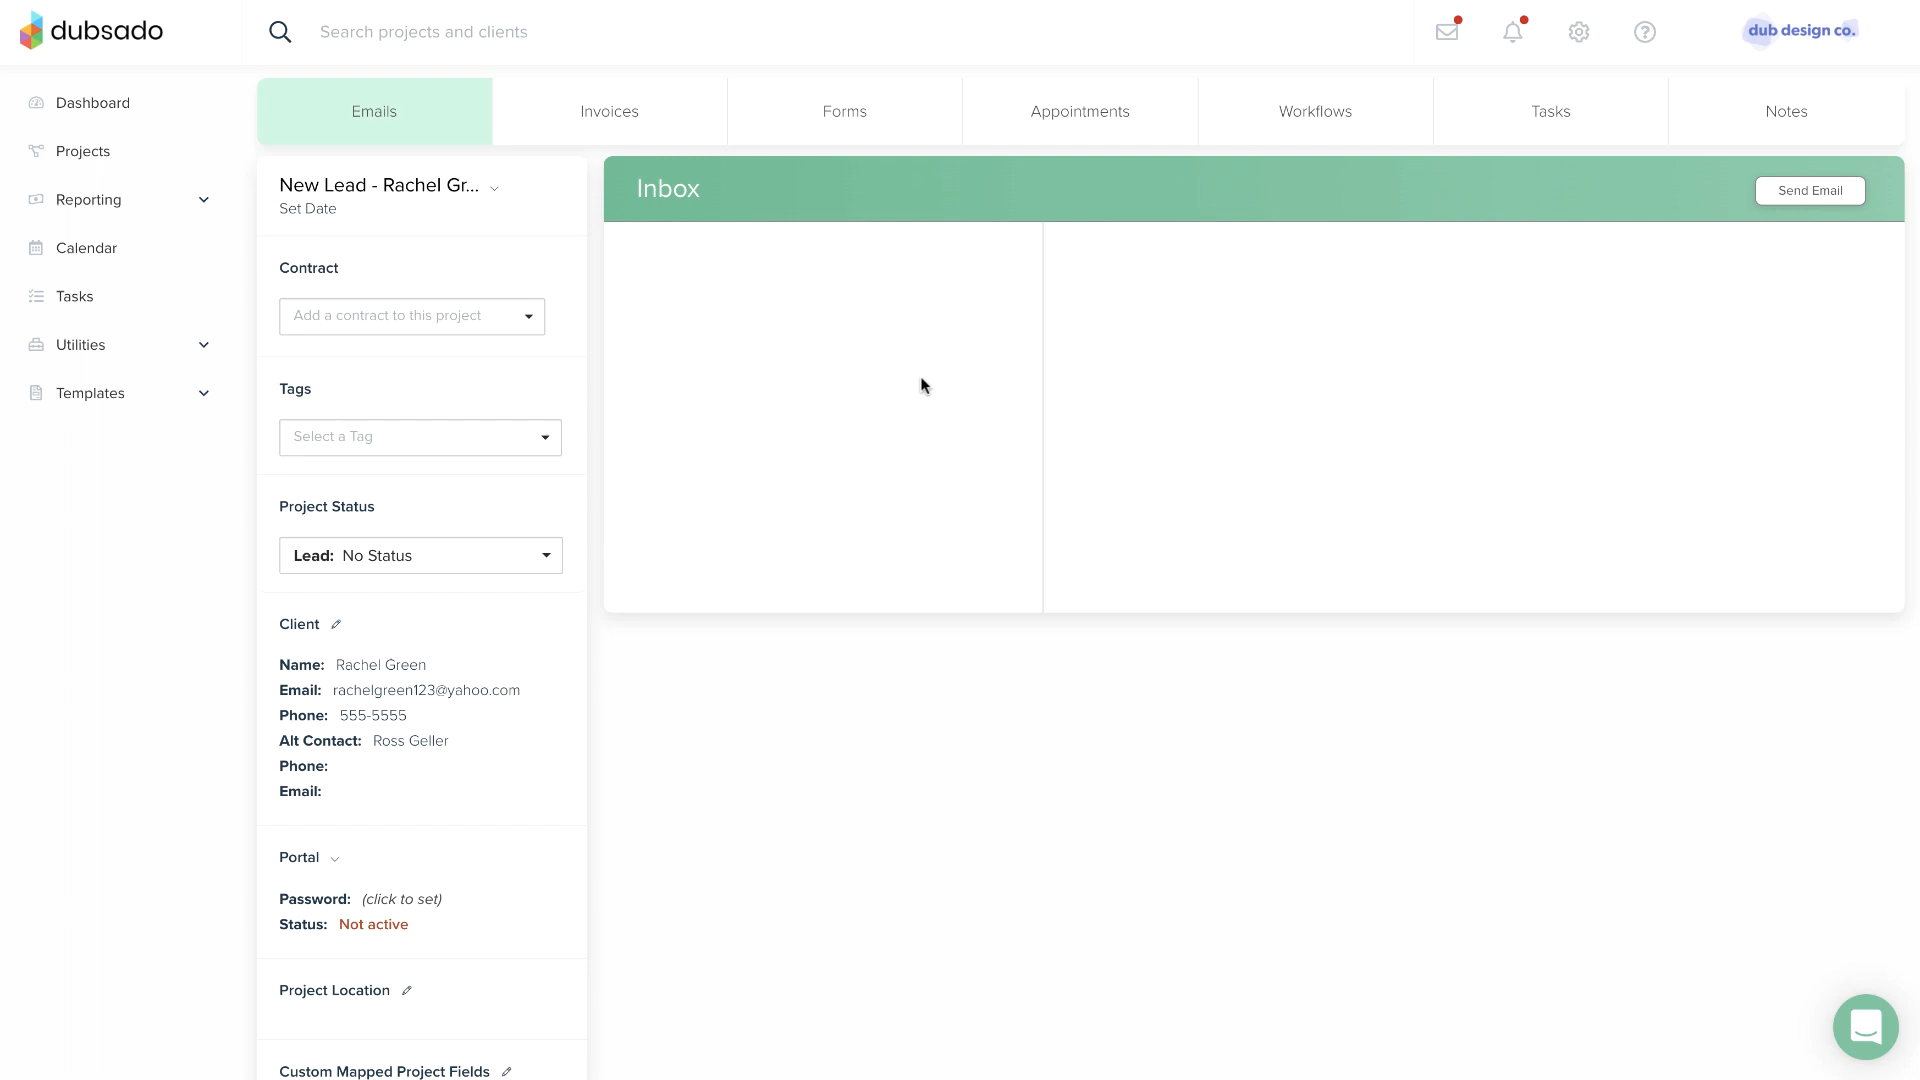 dubsado
Search projects and clients
dub design co.
Dashboard
Projects
Reporting
Calendar
Tasks
Utilities
Templates
Emails
Invoices
Forms
Appointments
Workflows
Tasks
Notes
New Lead - Rachel Gr...
Set Date
Contract
Add a contract to this project
Tags
Select a Tag
Project Status
Lead: No Status
Client
Name: Rachel Green
Email: rachelgreen123@yahoo.com
Phone: 555-5555
Alt Contact: Ross Geller
Phone:
Email:
Portal
Password: (click to set)
Status: Not active
Project Location
Custom Mapped Project Fields
Inbox
Send Email